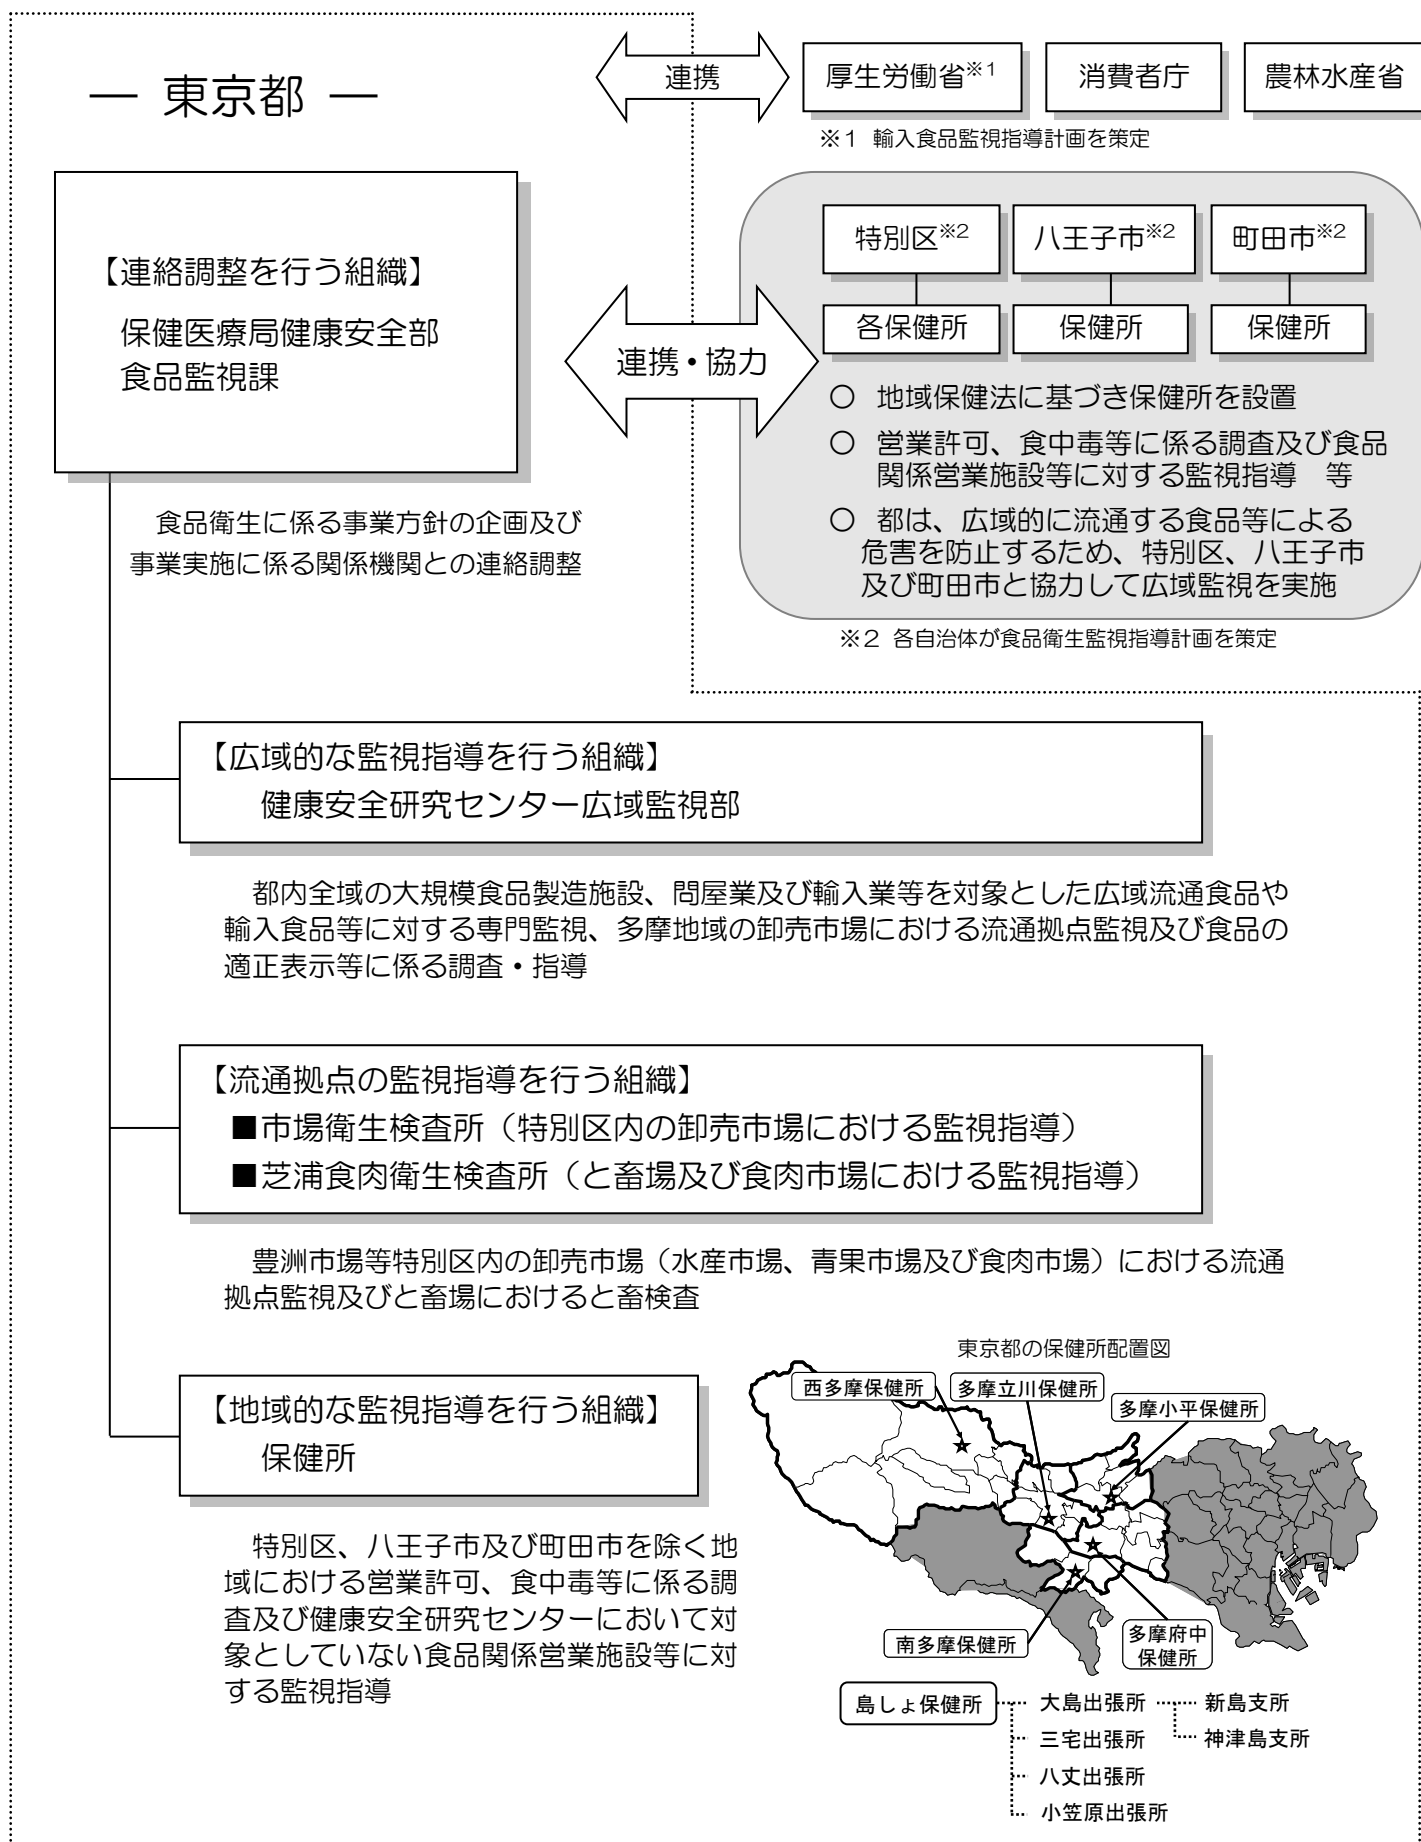 ― 東京都 ―
連携
厚生労働省※1
消費者庁
農林水産省
※1 輸入食品監視指導計画を策定
【連絡調整を行う組織】
保健医療局健康安全部
食品監視課
食品衛生に係る事業方針の企画及び
事業実施に係る関係機関との連絡調整
連携・協力
特別区※2
八王子市※2
町田市※2
各保健所
保健所
保健所
○ 地域保健法に基づき保健所を設置
○ 営業許可、食中毒等に係る調査及び食品
関係営業施設等に対する監視指導 等
○ 都は、広域的に流通する食品等による
危害を防止するため、特別区、八王子市
及び町田市と協力して広域監視を実施
※2 各自治体が食品衛生監視指導計画を策定
【広域的な監視指導を行う組織】
健康安全研究センター広域監視部
都内全域の大規模食品製造施設、問屋業及び輸入業等を対象とした広域流通食品や
輸入食品等に対する専門監視、多摩地域の卸売市場における流通拠点監視及び食品の
適正表示等に係る調査・指導
【流通拠点の監視指導を行う組織】
■市場衛生検査所（特別区内の卸売市場における監視指導）
■芝浦食肉衛生検査所（と畜場及び食肉市場における監視指導）
豊洲市場等特別区内の卸売市場（水産市場、青果市場及び食肉市場）における流通
拠点監視及びと畜場におけると畜検査
【地域的な監視指導を行う組織】
保健所
特別区、八王子市及び町田市を除く地
域における営業許可、食中毒等に係る調
査及び健康安全研究センターにおいて対
象としていない食品関係営業施設等に対
する監視指導
東京都の保健所配置図
西多摩保健所
多摩立川保健所
多摩小平保健所
南多摩保健所
多摩府中
保健所
島しょ保健所
大島出張所
新島支所
三宅出張所
神津島支所
八丈出張所
小笠原出張所